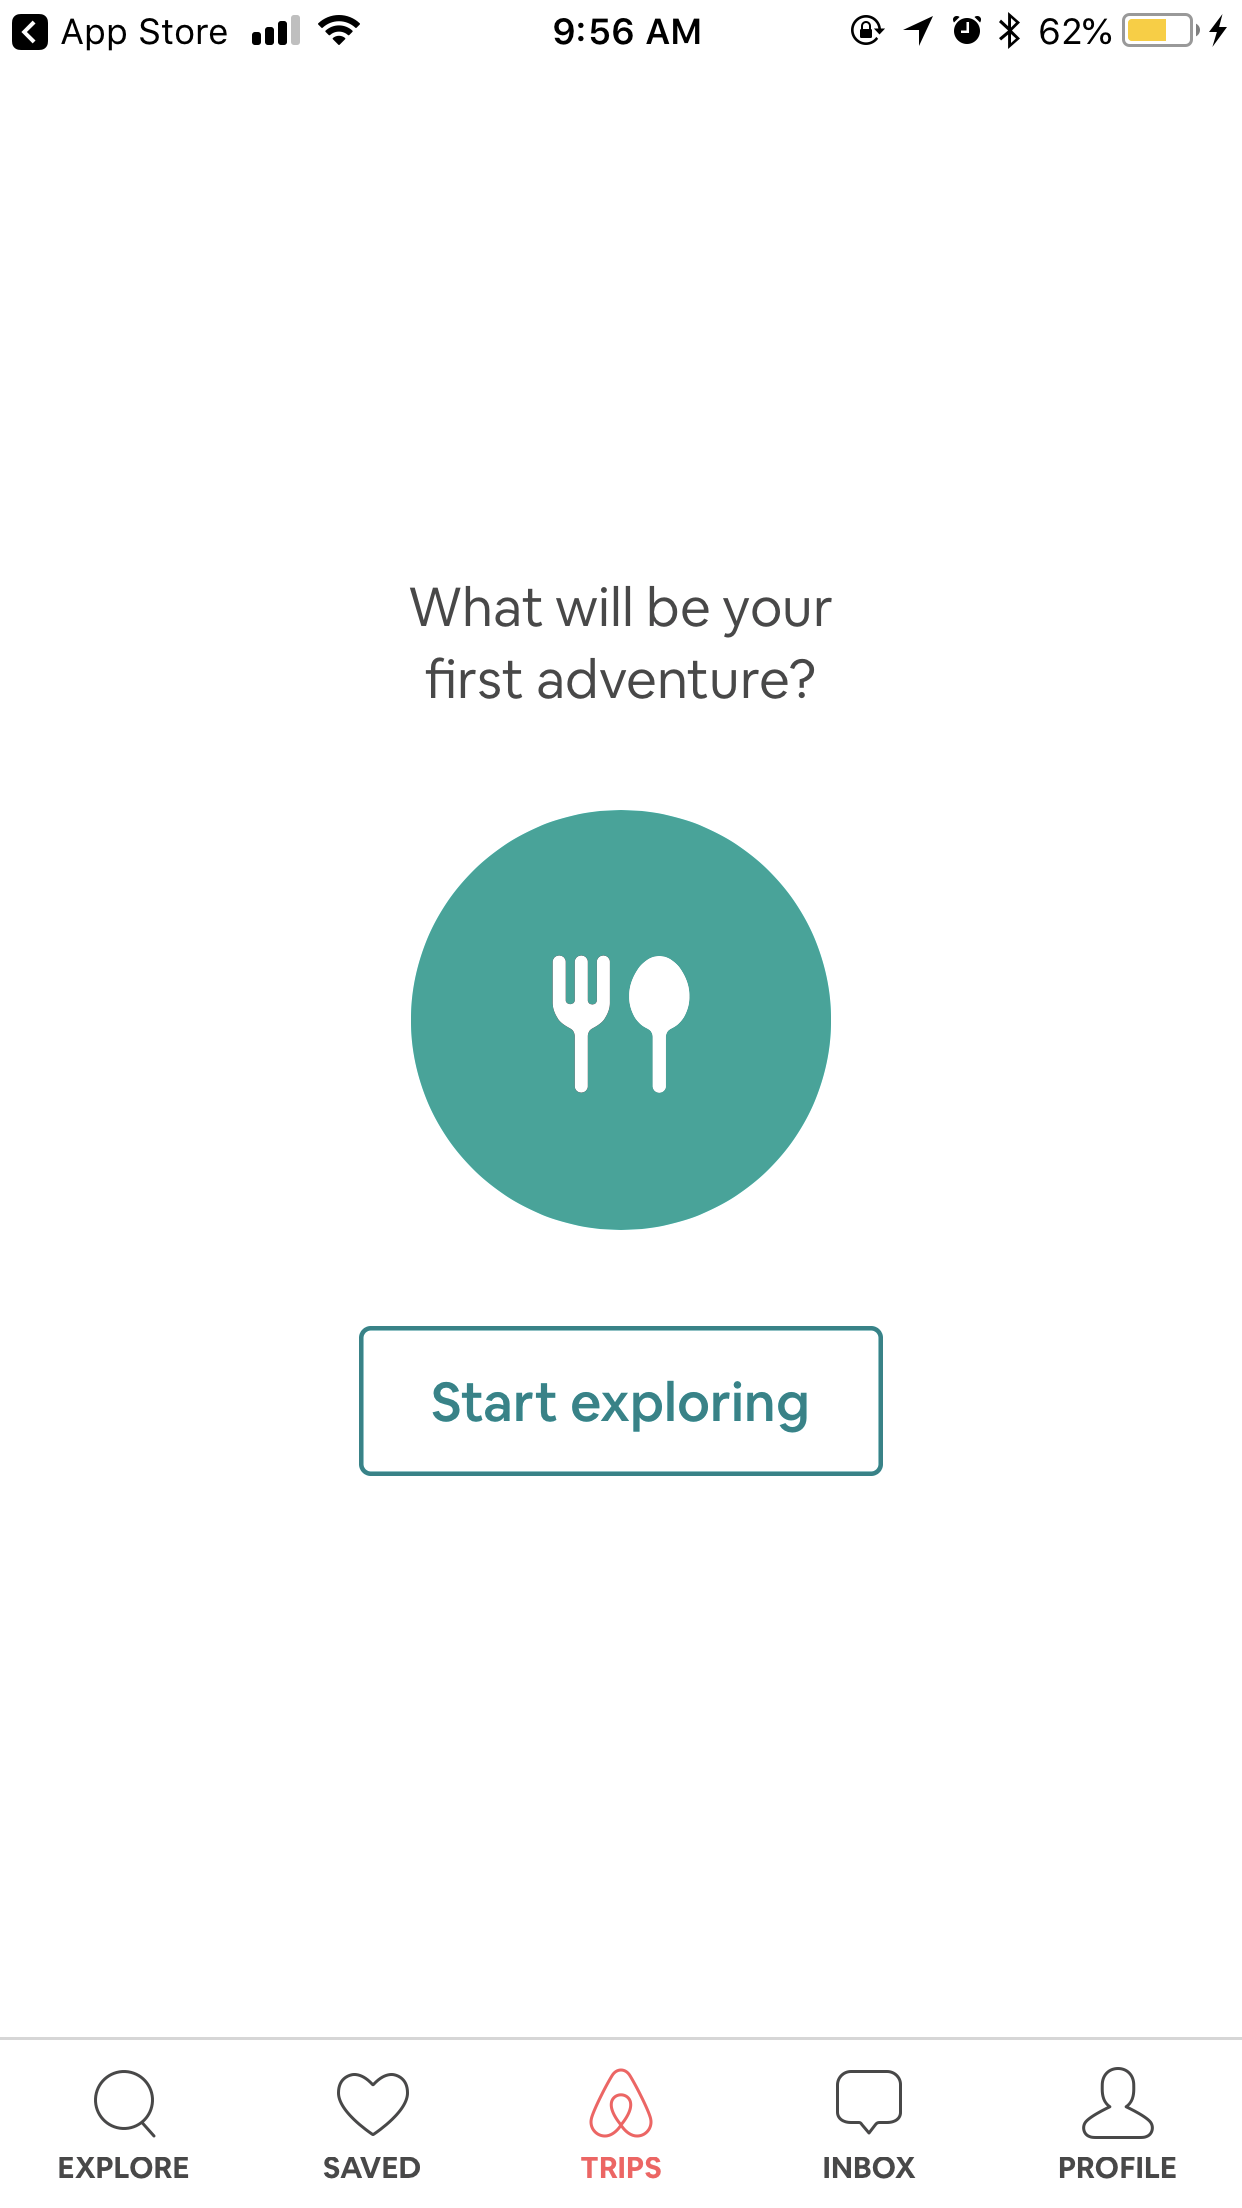 App Store
9:56 AM
62%
What will be your
first adventure?
Start exploring
EXPLORE
SAVED
TRIPS
INBOX
PROFILE